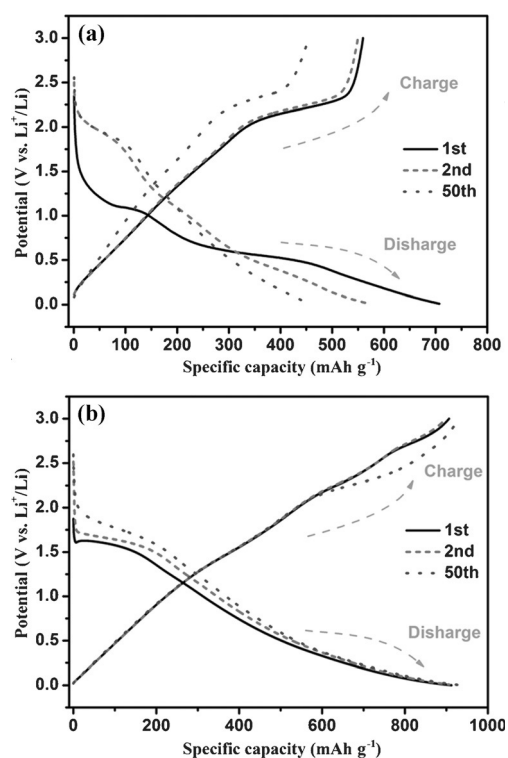 (a)
3.0
2.5
2.0
1.5
1.0
0.5
0.0
Potential (V vs. Li⁺/Li)
Charge
1st
2nd
50th
Disharge
0 100 200 300 400 500 600 700 800
Specific capacity (mAh g⁻¹)
(b)
3.0
2.5
2.0
1.5
1.0
0.5
0.0
Potential (V vs. Li⁺/Li)
Charge
1st
2nd
50th
Disharge
0 200 400 600 800 1000
Specific capacity (mAh g⁻¹)